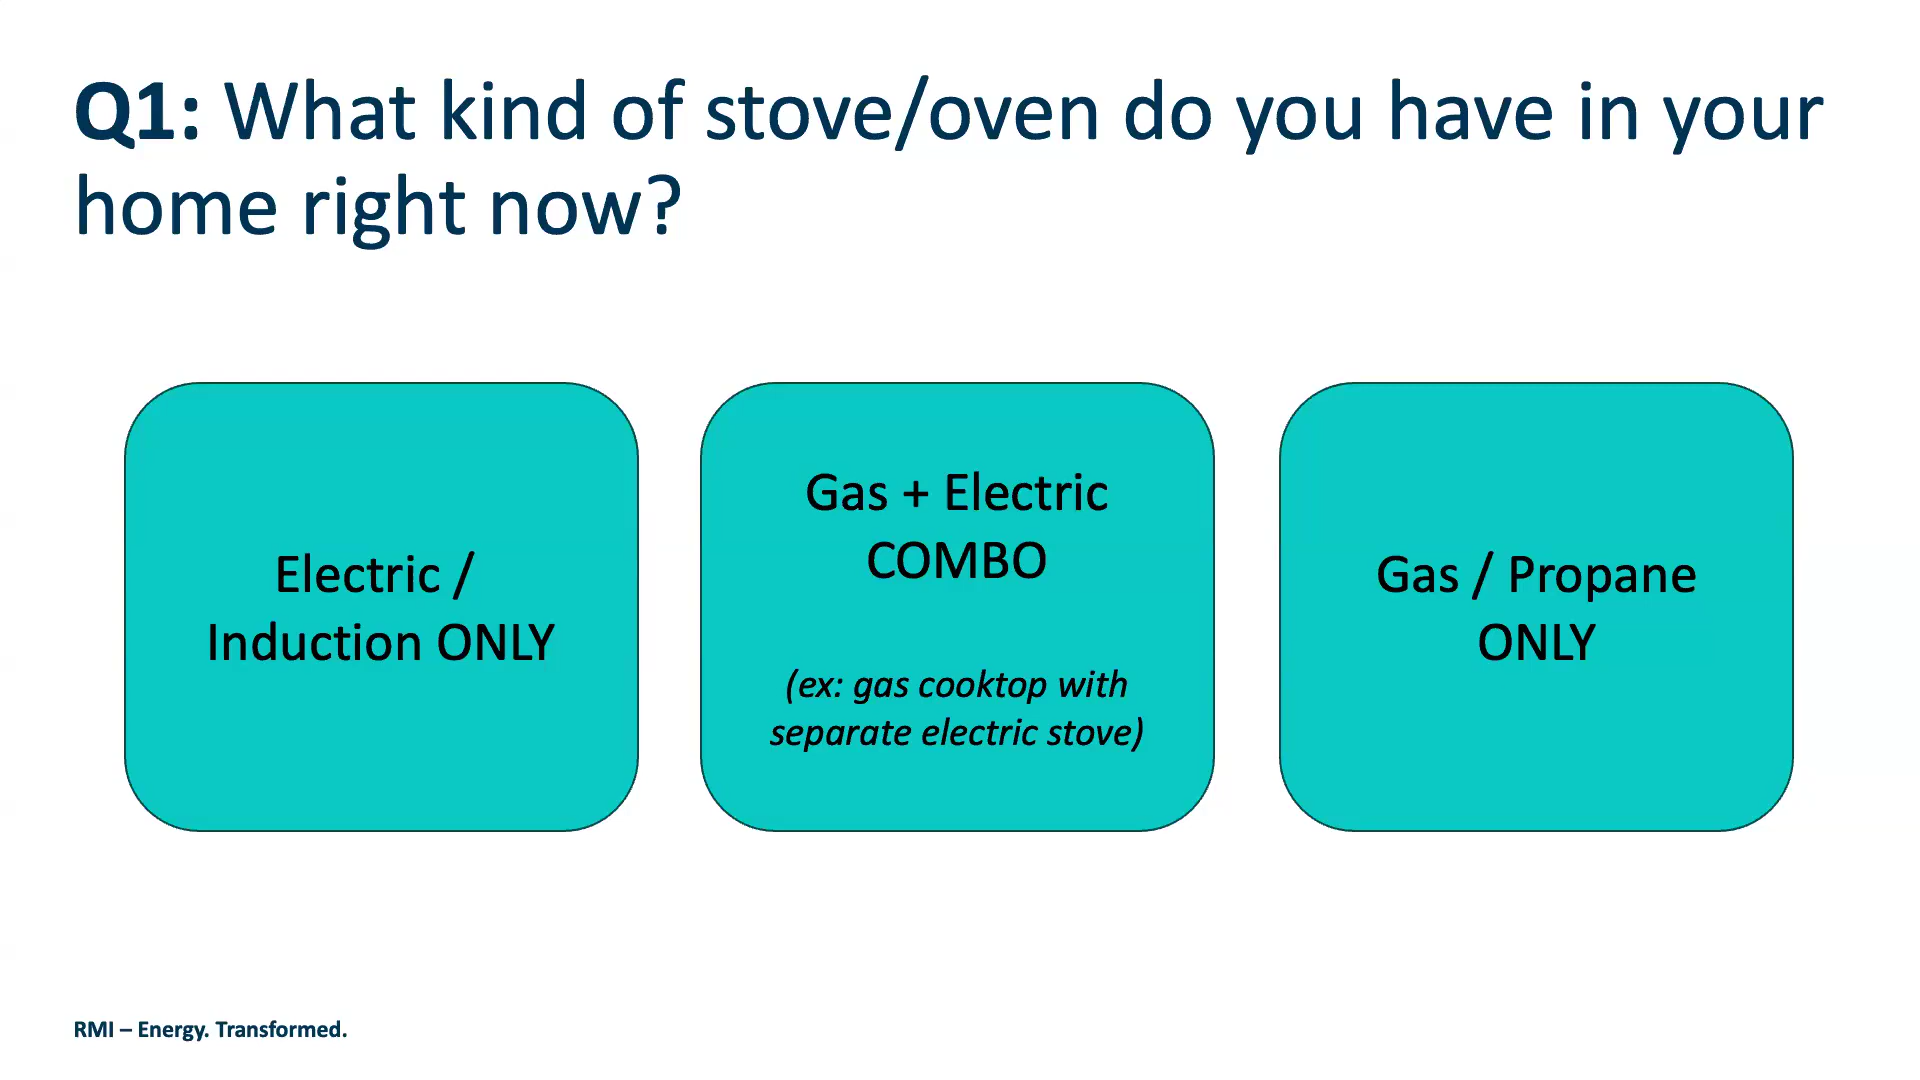 Q1: What kind of stove/oven do you have in your
home right now?
Electric /
Induction ONLY
Gas + Electric
COMBO
(ex: gas cooktop with
separate electric stove)
Gas / Propane
ONLY
RMI – Energy. Transformed.